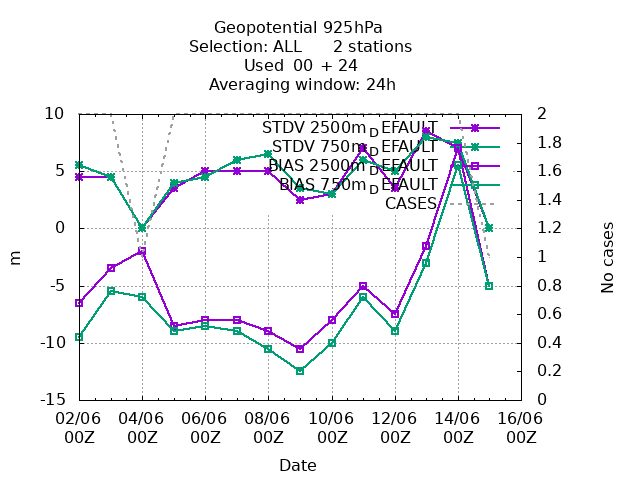 Geopotential 925hPa
Selection: ALL      2 stations
Used  00 + 24
Averaging window: 24h
STDV 2500m_DEFAULT
STDV 750m_DEFAULT
BIAS 2500m_DEFAULT
BIAS 750m_DEFAULT
CASES
10
5
0
-5
-10
-15
m
2
1.8
1.6
1.4
1.2
1
0.8
0.6
0.4
0.2
0
No cases
02/06 04/06 06/06 08/06 10/06 12/06 14/06 16/06
00Z 00Z 00Z 00Z 00Z 00Z 00Z 00Z
Date